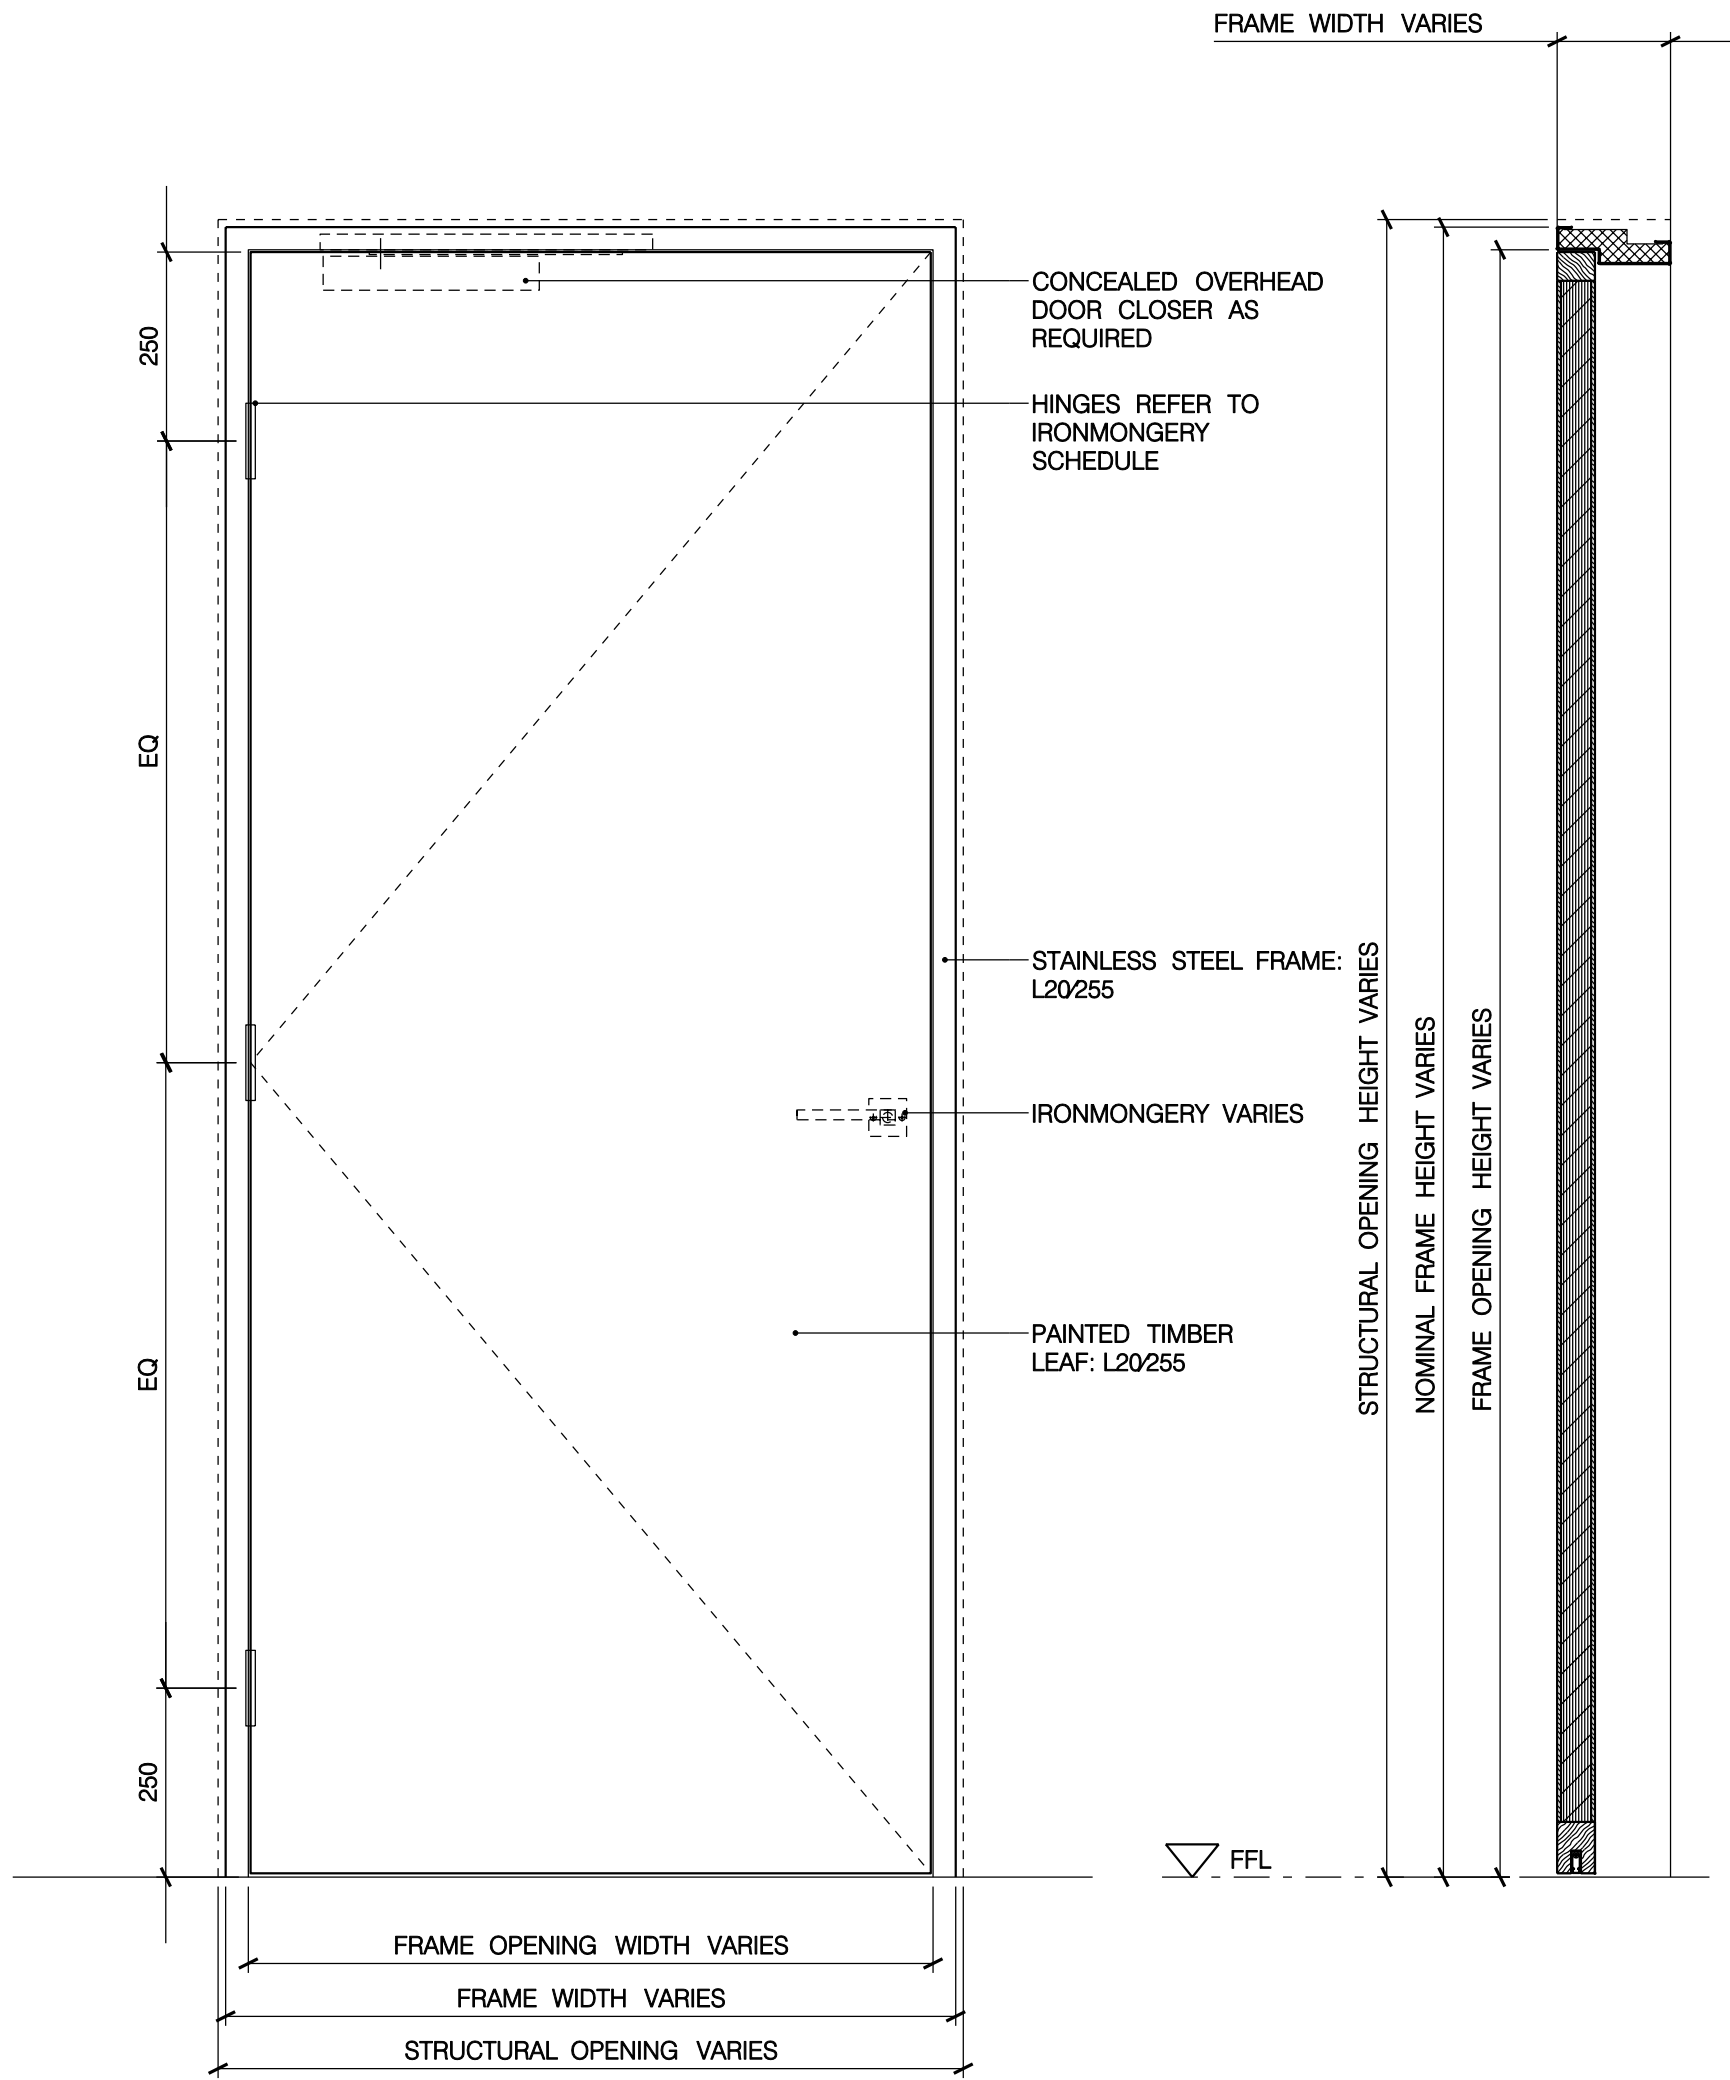 FRAME WIDTH VARIES
250
CONCEALED OVERHEAD
DOOR CLOSER AS
REQUIRED
HINGES REFER TO
IRONMONGERY
SCHEDULE
EQ
STAINLESS STEEL FRAME:
L20/255
IRONMONGERY VARIES
PAINTED TIMBER
LEAF: L20/255
EQ
250
STRUCTURAL OPENING HEIGHT VARIES
NOMINAL FRAME HEIGHT VARIES
FRAME OPENING HEIGHT VARIES
FFL
FRAME OPENING WIDTH VARIES
FRAME WIDTH VARIES
STRUCTURAL OPENING VARIES